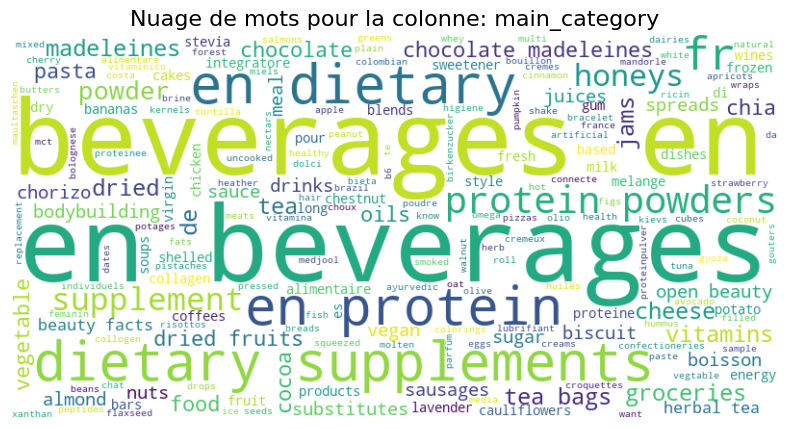 Nuage de mots pour la colonne: main_category
mixed
madeleines
stevia
chocolate
salmons
greens
plain
whey
multi
dairies
natural
cherry
forest
alimentare
integratore
chocolate madeleines
bouillon
white
wines
pasta
vitaminico
cakes
miels
colombian
sweetener
cremes
cinnamon
mandorle
fr
frozen
butters
powder
costa
en dietary
honeys
apricots
maultaschen
dry
brine
meal
juices
gum
jams
spreads
di
ricin
wraps
bananas
kernels
tortilla
apple
blends
nectars
peanut
higiene
shake
pumpkin
bracelet
france
chia
da
beverages en
mct
bolognese
proteinee
pour
healthy
dolci
te
b6
birkenzucker
artificial
based
milk
dishes
chorizo
dried
virgin
chicken
uncooked
fresh
connecte
heather
drinks
brazil
bieta
protein powders
style
hot
melange
strawberry
sauce
hair
choux
poudre
figs
bodybuilding
de
tea
long
chestnut
vitamina
know
omega
health
replacement
meats
oils
pizzas
olio
kievs
cubes
coconut
potages
en beverages
dates
soups
fats
shelled
medjool
smoked
walnut
herb
cremeux
roll
proteinpulver
tuna
gyoza
gouters
pistaches
individuels
collagen
pressed
ayurvedic
oat
olive
huiles
open beauty
vegetable
supplement
alimentaire
es
en protein
avocado
feminin
coffees
fish
vegan
colorings
proteine
cheese
potato
filled
beauty facts
risottos
breads
sugar
lubrifiant
biscuit
hummus
vitamins
collogen
dried fruits
squeezed
molten
parfum
eggs
creams
confectioneries
boisson
dietary supplements
paste
sample
almond
beans
chat
nuts
drops
cocoa
products
sausages
croquettes
vegtable
energy
groceries
xanthan
bars
peptides
flaxseed
food
fruit
ice seeds
substitutes
media
lavender
tea bags
cauliflowers
want
herbal tea